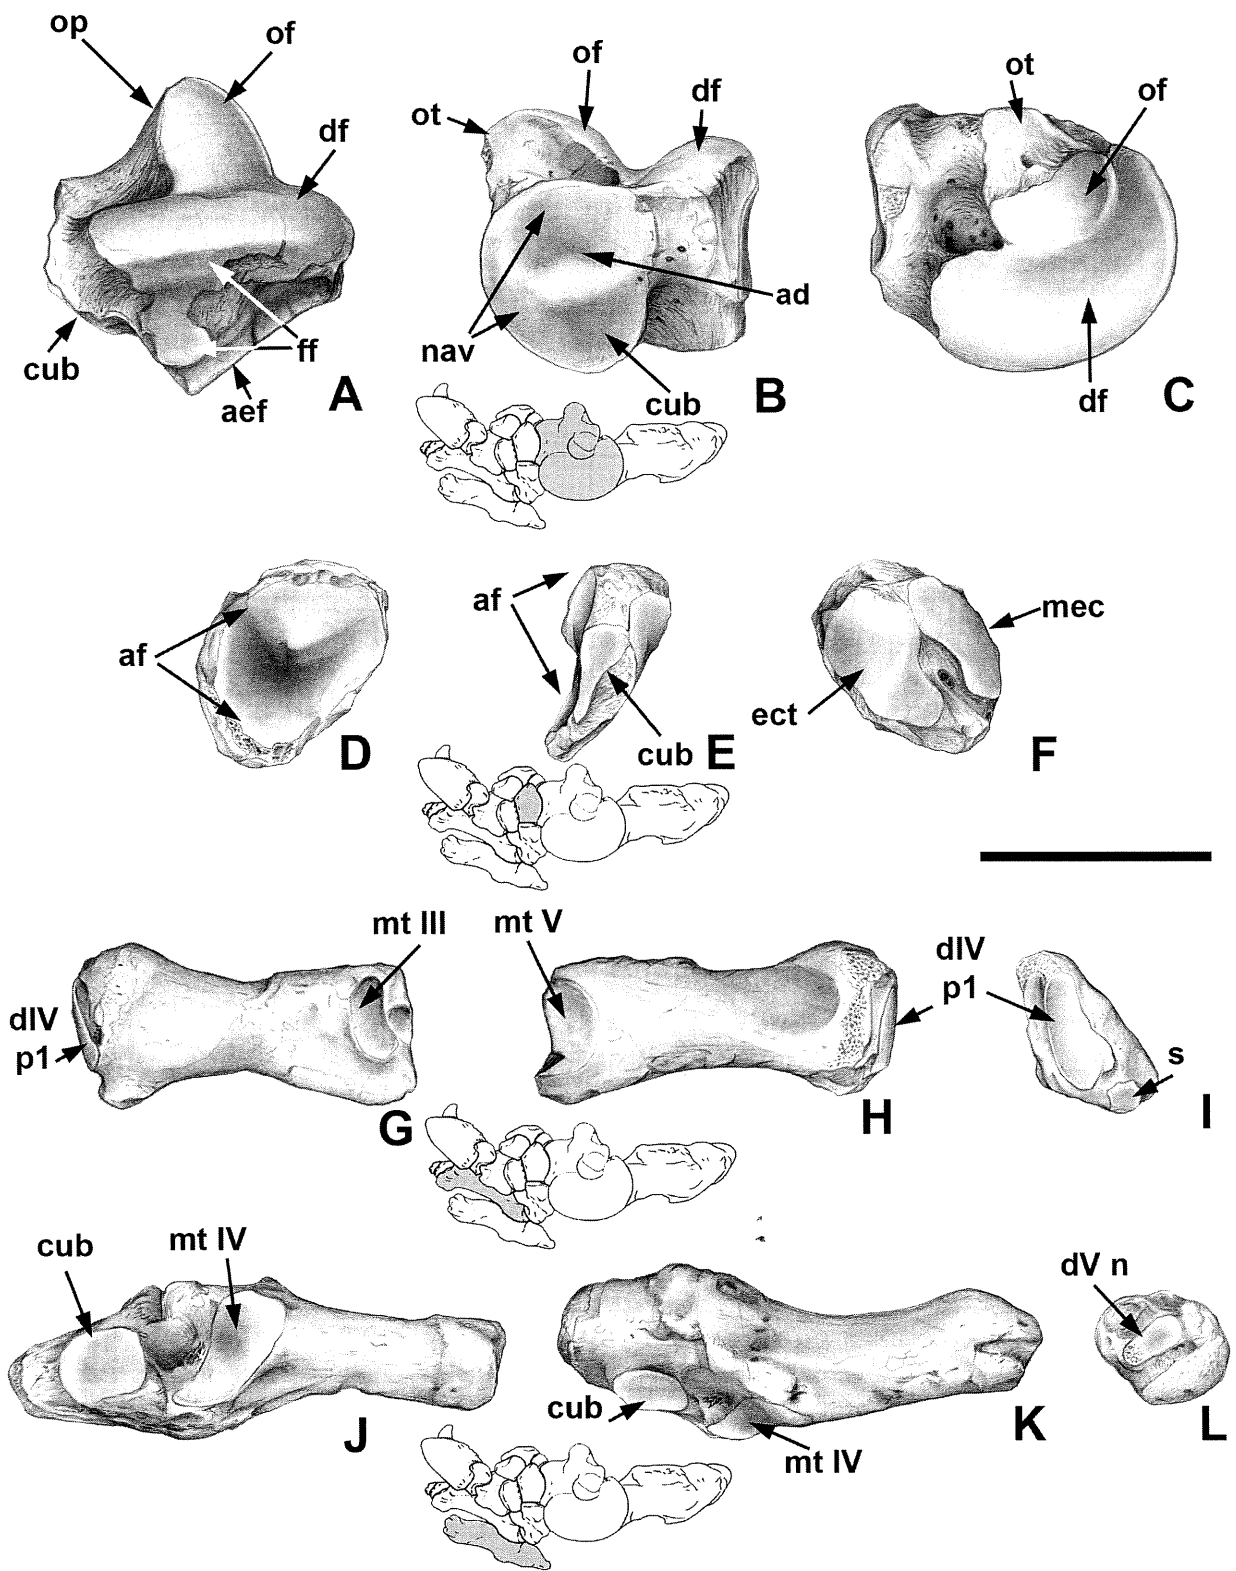 op
of
df
cub
ff
aef
A
ot
of
df
nav
ad
cub
B
ot
of
df
C
af
D
af
cub
E
mec
ect
F
mt III
dIV
p1
G
mt V
H
dIV
p1
s
I
cub
mt IV
J
cub
mt IV
K
dV n
L